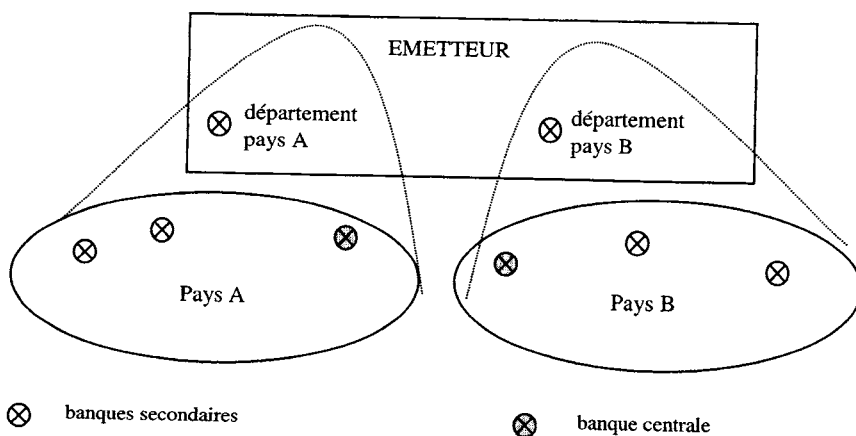 EMETTEUR
département
pays A
département
pays B
Pays A
Pays B
banques secondaires
banque centrale